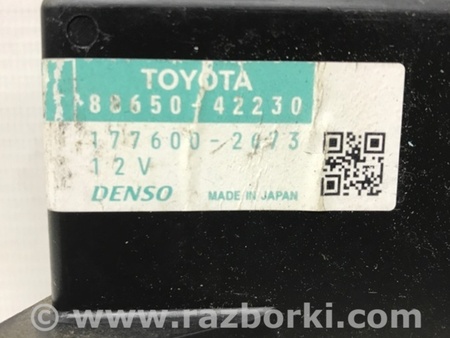 TOYOTA
88650-42230
177600-2073
12V
DENSO MADE IN JAPAN
www.razborki.com